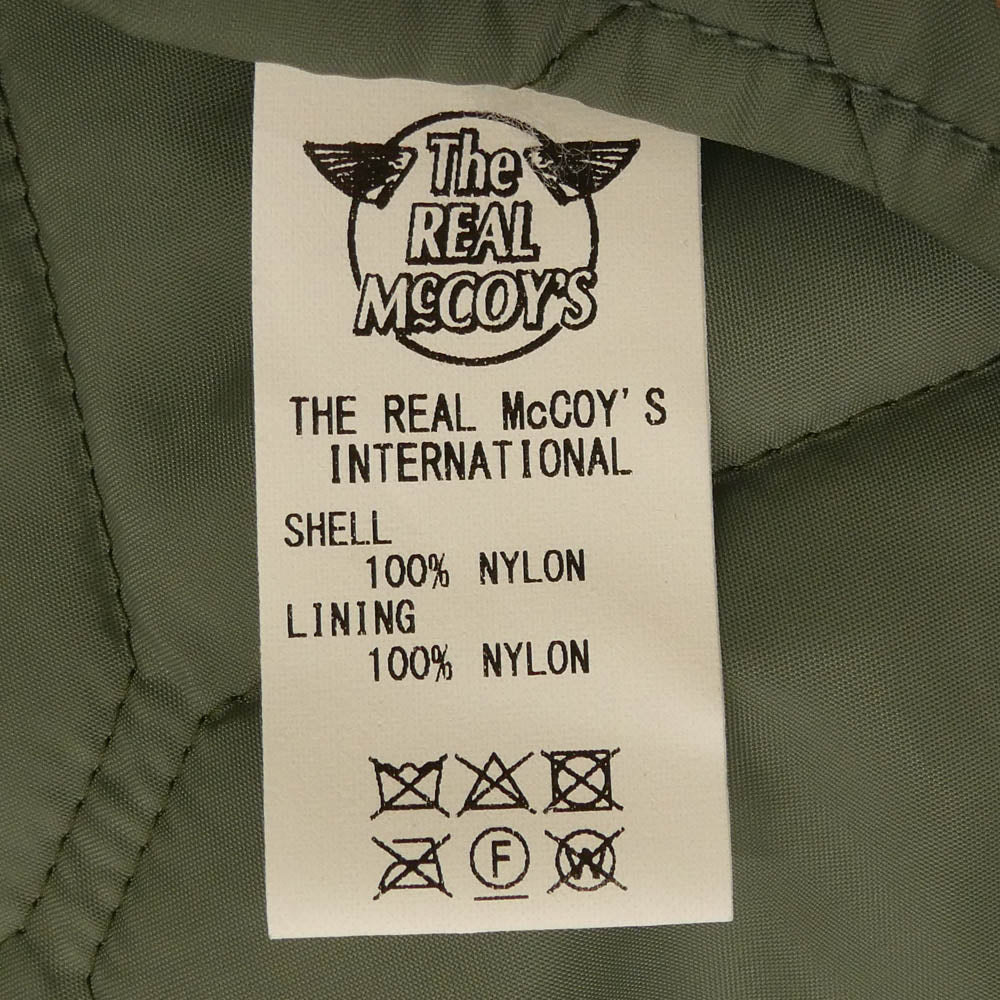 The
REAL
McCOY'S
THE REAL McCOY'S
INTERNATIONAL
SHELL
100% NYLON
LINING
100% NYLON
F
W